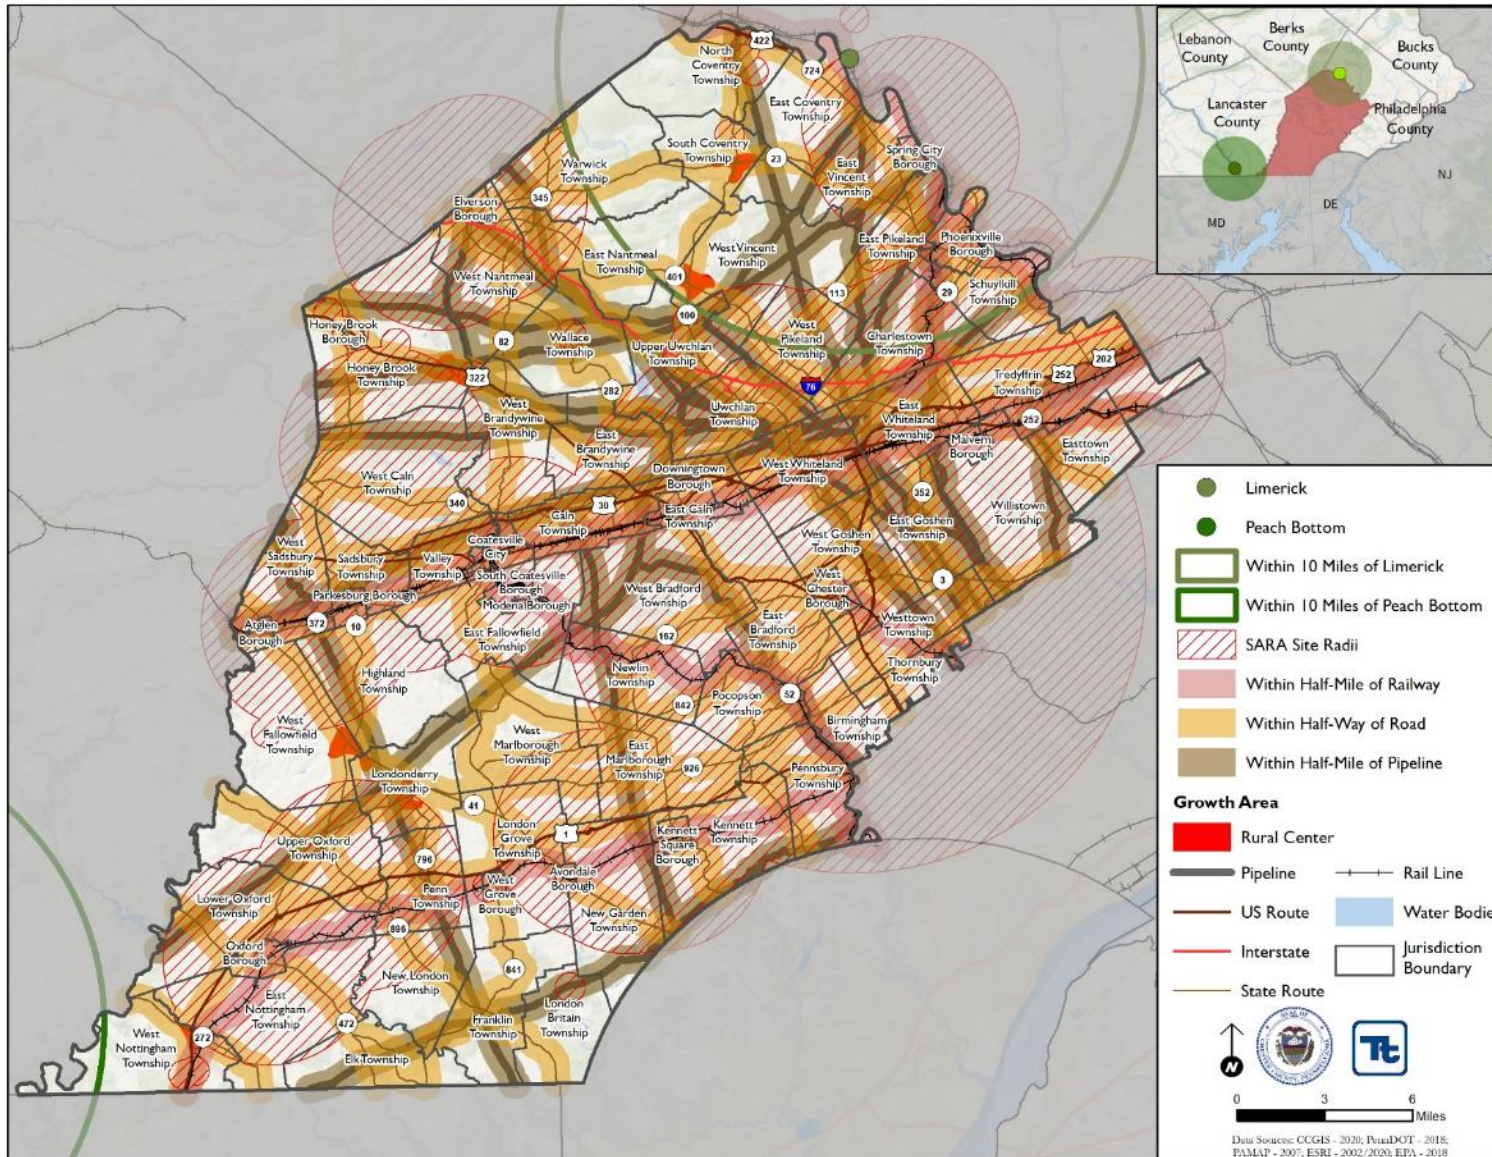 422
North
Coventry
Township
724
East Coventry
Township
South Coventry
Township
23
Spring City
Borough
East
Vincent
Township
Warwick
Township
345
Elverson
Borough
East Nantmeal
Township
West Vincent
Township
East Pikeland
Township
Phoenixville
Borough
401
West Nantmeal
Township
113
29
Schuylkill
Township
100
Honey Brook
Borough
82
Wallace
Township
Upper Uwchlan
Township
West
Pikeland
Township
Charlestown
Township
202
Honey Brook
Township
322
282
76
Tredyffrin
Township
252
West
Brandywine
Township
Uwchlan
Township
East
Whiteland
Township
252
East
Brandywine
Township
Malvern
Borough
Easttown
Township
West Caln
Township
Downingtown
Borough
West Whiteland
Township
340
30
352
Willistown
Township
Caln
Township
East Caln
Township
East Goshen
Township
West Goshen
Township
West
Sadsbury
Township
Sadsbury
Township
Valley
Township
Coatesville
City
South Coatesville
Borough
Modena Borough
West Bradford
Township
West
Chester
Borough
3
Parkesburg Borough
Atglen
Borough
372
10
East Fallowfield
Township
162
East
Bradford
Township
Westtown
Township
Highland
Township
Newlin
Township
Thornbury
Township
842
Pocopson
Township
52
West
Fallowfield
Township
West
Marlborough
Township
East
Marlborough
Township
Birmingham
Township
926
Pennsbury
Township
Londonderry
Township
41
London
Grove
Township
1
Kennett
Square
Borough
Kennett
Township
Upper Oxford
Township
796
Avondale
Borough
Lower Oxford
Township
Penn
Township
West
Grove
Borough
New Garden
Township
896
Oxford
Borough
841
New London
Township
East
Nottingham
Township
London
Britain
Township
272
472
Franklin
Township
West
Nottingham
Township
Elk Township
Berks
County
Lebanon
County
Bucks
County
Lancaster
County
Philadelphia
County
NJ
DE
MD
Limerick
Peach Bottom
Within 10 Miles of Limerick
Within 10 Miles of Peach Bottom
SARA Site Radii
Within Half-Mile of Railway
Within Half-Way of Road
Within Half-Mile of Pipeline
Growth Area
Rural Center
Pipeline
Rail Line
US Route
Water Bodie
Interstate
Jurisdiction
Boundary
State Route
N
Tt
0 3 6
Miles
Data Sources: CCGIS - 2020; PennDOT - 2018;
PAMAP - 2007; ESRI - 2002/2020; EPA - 2018